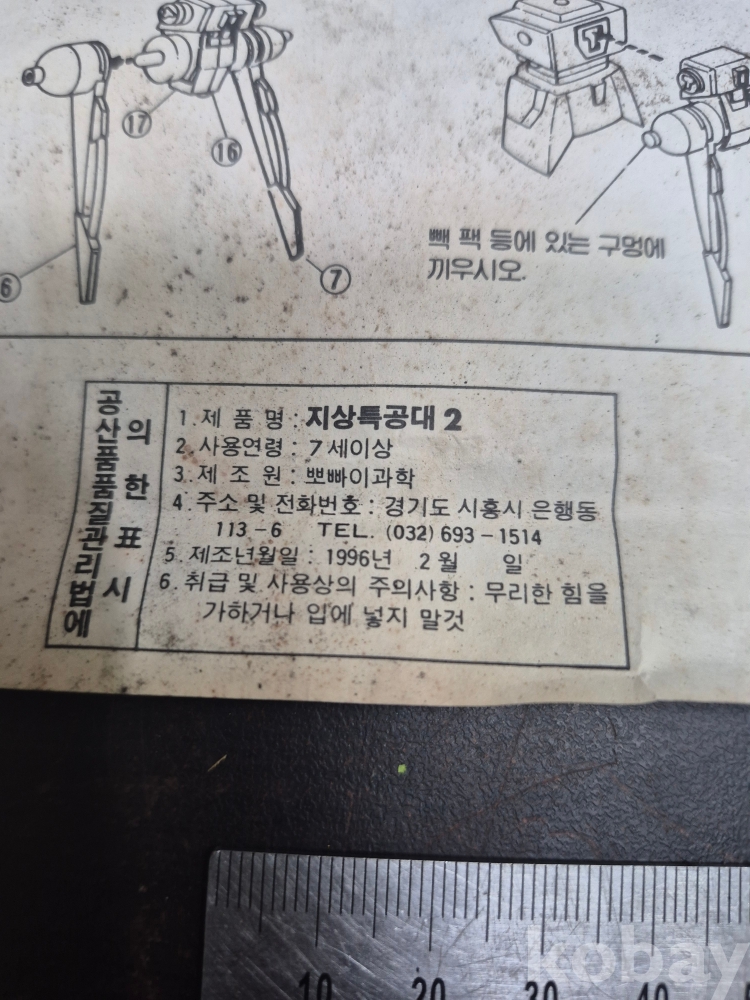 17
16
6
7
빽 팩 등에 있는 구멍에
끼우시오.
공산품품질관리법에
의한 표시
1. 제 품 명 : 지상특공대 2
2. 사용연령 : 7세이상
3. 제 조 원 : 뽀빠이과학
4. 주소 및 전화번호 : 경기도 시흥시 은행동
113-6 TEL. (032) 693-1514
5. 제조년월일 : 1996년 2월 일
6. 취급 및 사용상의 주의사항 : 무리한 힘을
가하거나 입에 넣지 말것
10 20 30 40
kobay